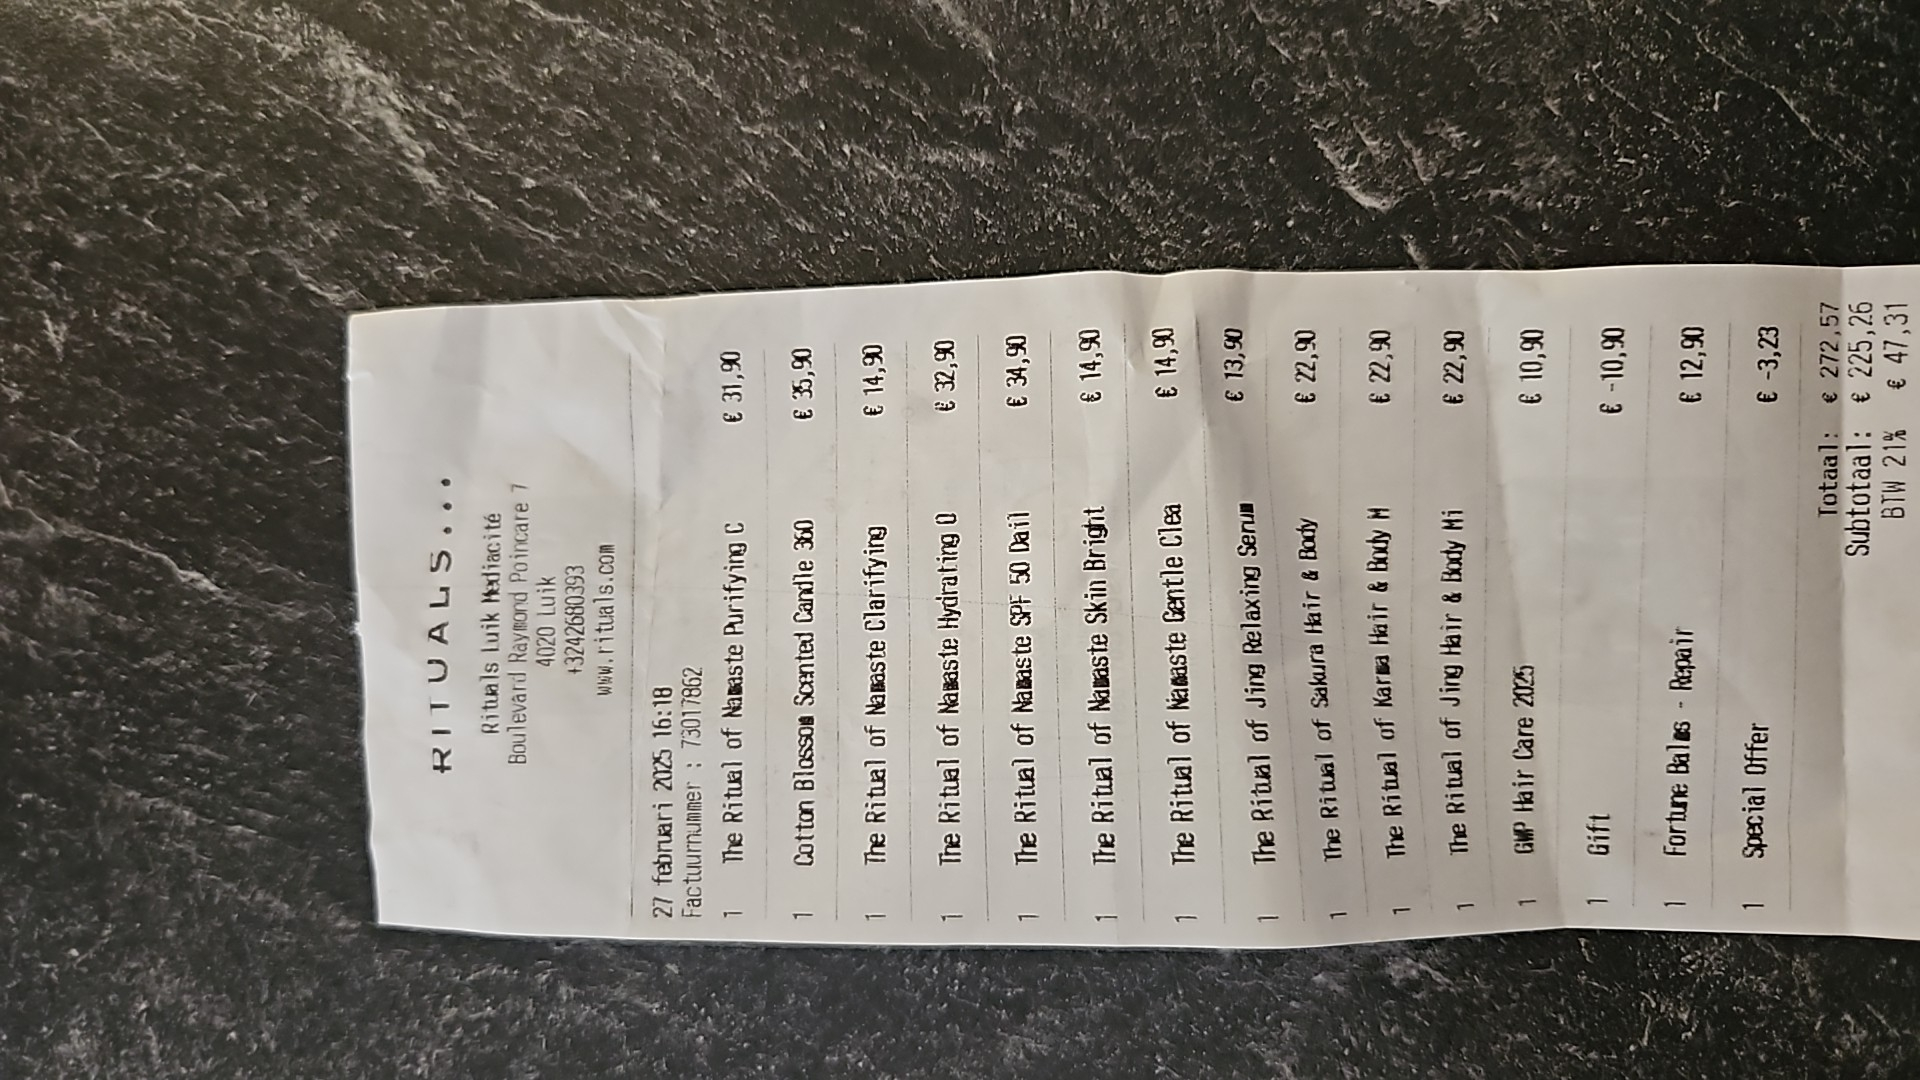 RITUALS...
Rituals Luik Mediacité
Boulevard Raymond Poincare 7
4020 Luik
+3242680393
www.rituals.com
27 februari 2025 16:18
Factuurnummer : 73017862
1 The Ritual of Namaste Purifying C € 31,90
1 Cotton Blossom Scented Candle 360 € 35,90
1 The Ritual of Namaste Clarifying € 14,90
1 The Ritual of Namaste Hydrating O € 32,90
1 The Ritual of Namaste SPF 50 Dail € 34,90
1 The Ritual of Namaste Skin Bright € 14,90
1 The Ritual of Namaste Gentle Clea € 14,90
1 The Ritual of Jing Relaxing Serum € 13,90
1 The Ritual of Sakura Hair & Body € 22,90
1 The Ritual of Karma Hair & Body M € 22,90
1 The Ritual of Jing Hair & Body Mi € 22,90
1 GWP Hair Care 2025 € 10,90
1 Gift € -10,90
1 Fortune Balms - Repair € 12,90
1 Special Offer € -3,23
Totaal: € 272,57
Subtotaal: € 225,26
BTW 21% € 47,31